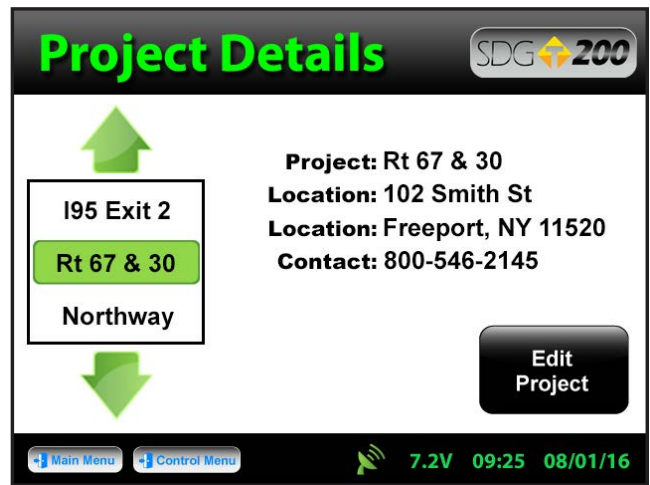 Project Details
SDG T 200
I95 Exit 2
Rt 67 & 30
Northway
Project: Rt 67 & 30
Location: 102 Smith St
Location: Freeport, NY 11520
Contact: 800-546-2145
Edit
Project
Main Menu
Control Menu
7.2V 09:25 08/01/16